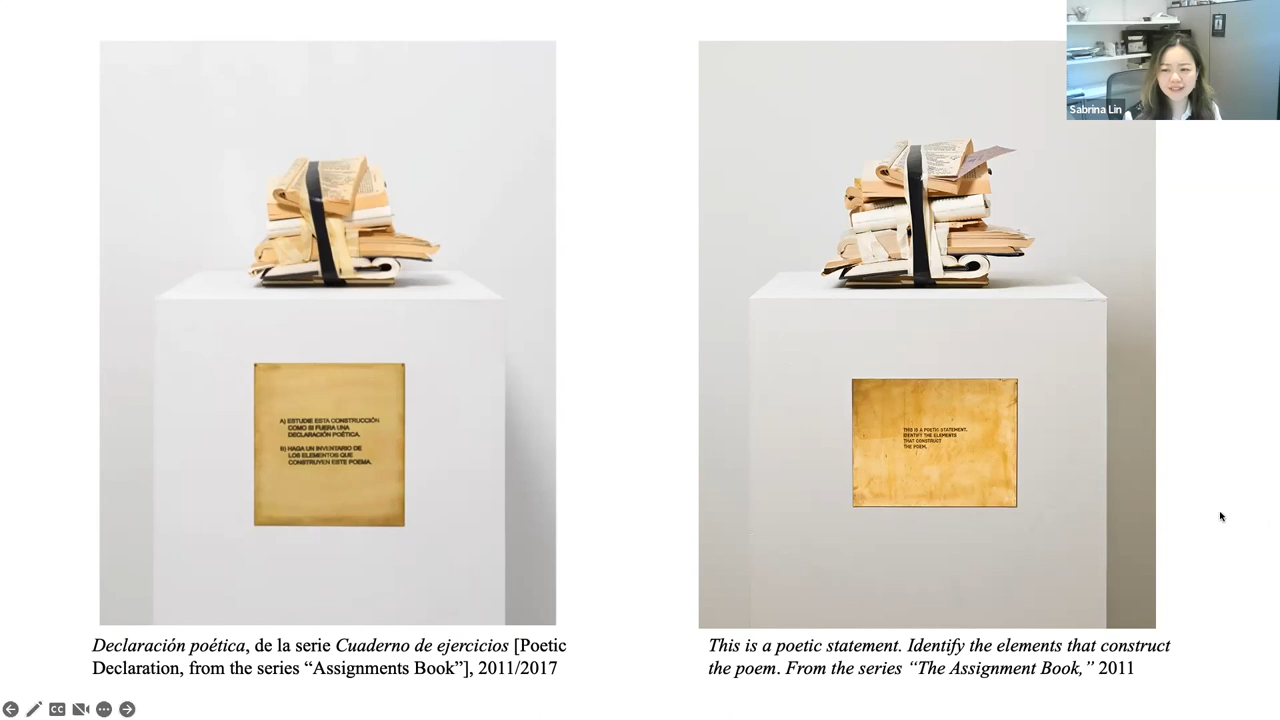 Sabrina Lin
A) ESTUDIE ESTA CONSTRUCCIÓN
COMO SI FUERA UNA
DECLARACIÓN POÉTICA.
B) HAGA UN INVENTARIO DE
LOS ELEMENTOS QUE
CONSTRUYEN ESTE POEMA.
THIS IS A POETIC STATEMENT.
IDENTIFY THE ELEMENTS
THAT CONSTRUCT
THE POEM.
Declaración poética, de la serie Cuaderno de ejercicios [Poetic
Declaration, from the series “Assignments Book”], 2011/2017
This is a poetic statement. Identify the elements that construct
the poem. From the series “The Assignment Book,” 2011
CC